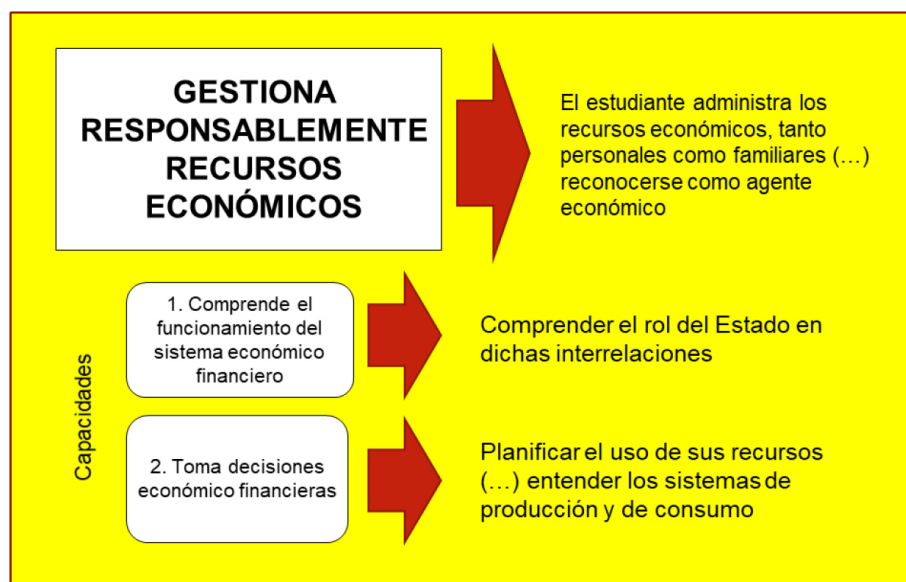 GESTIONA
RESPONSABLEMENTE
RECURSOS
ECONÓMICOS
El estudiante administra los
recursos económicos, tanto
personales como familiares (...)
reconocerse como agente
económico
Capacidades
1. Comprende el
funcionamiento del
sistema económico
financiero
Comprender el rol del Estado en
dichas interrelaciones
2. Toma decisiones
económico financieras
Planificar el uso de sus recursos
(...) entender los sistemas de
producción y de consumo